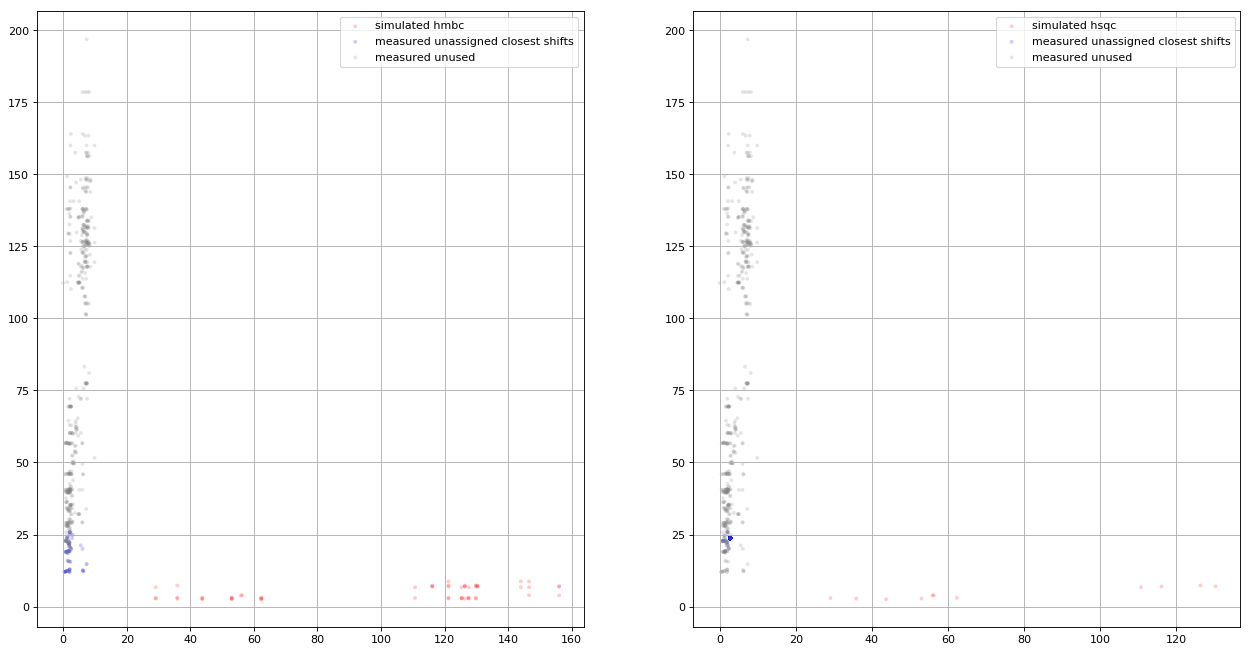 simulated hmbc
measured unassigned closest shifts
measured unused
200
175
150
125
100
75
50
25
0
0 20 40 60 80 100 120 140 160
simulated hsqc
measured unassigned closest shifts
measured unused
200
175
150
125
100
75
50
25
0
0 20 40 60 80 100 120